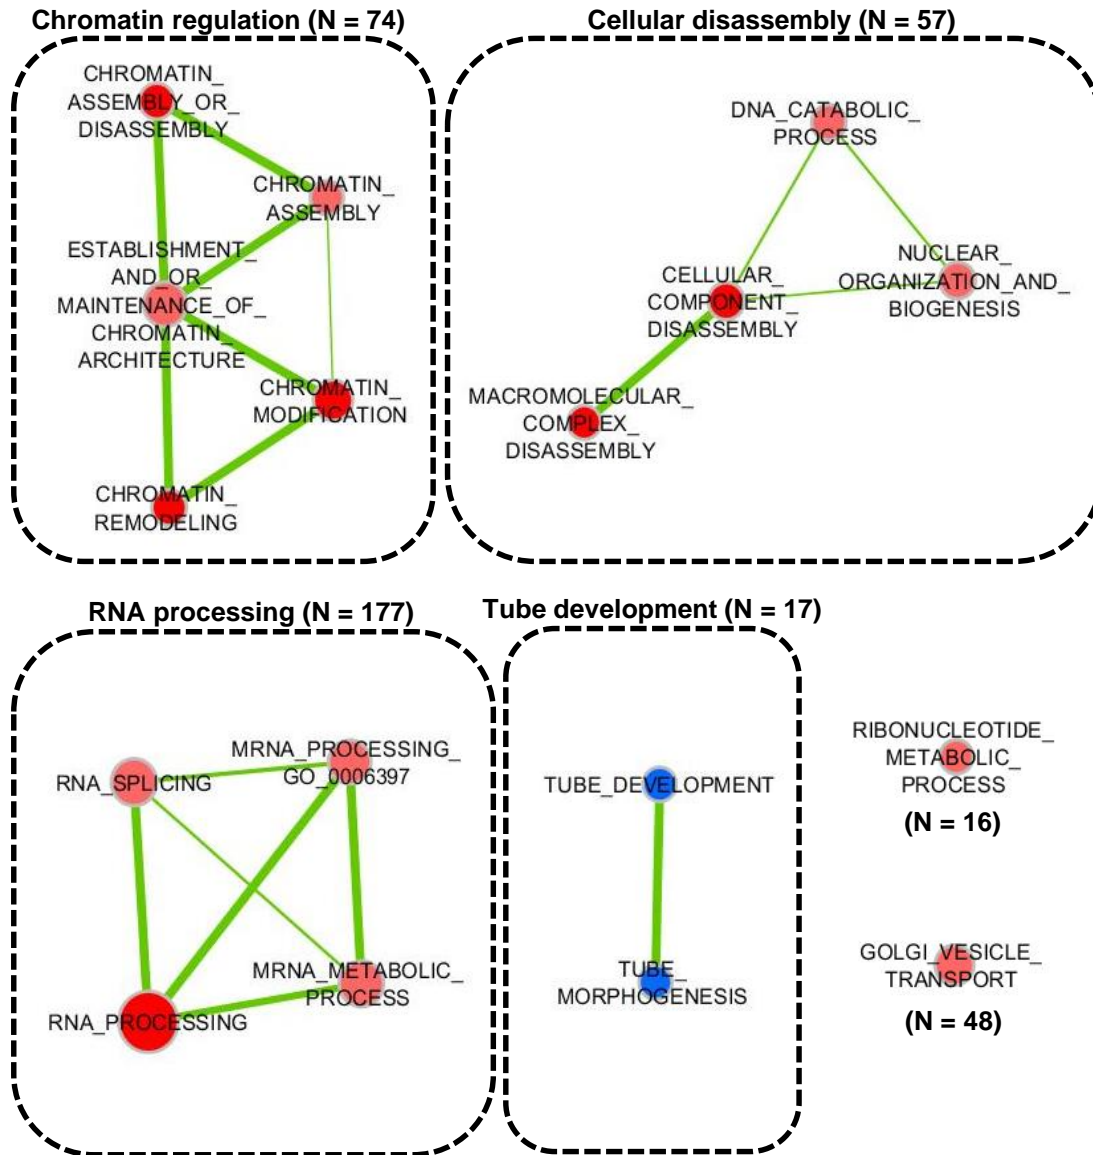 Chromatin regulation (N = 74)
CHROMATIN_
ASSEMBLY_OR_
DISASSEMBLY
CHROMATIN_
ASSEMBLY
ESTABLISHMENT_
AND_OR_
MAINTENANCE_OF_
CHROMATIN_
ARCHITECTURE
CHROMATIN_
MODIFICATION
CHROMATIN_
REMODELING
Cellular disassembly (N = 57)
DNA_CATABOLIC_
PROCESS
NUCLEAR_
ORGANIZATION_AND_
BIOGENESIS
CELLULAR_
COMPONENT_
DISASSEMBLY
MACROMOLECULAR_
COMPLEX_
DISASSEMBLY
RNA processing (N = 177)
MRNA_PROCESSING_
GO_0006397
RNA_SPLICING
MRNA_METABOLIC_
PROCESS
RNA_PROCESSING
Tube development (N = 17)
TUBE_DEVELOPMENT
TUBE_
MORPHOGENESIS
RIBONUCLEOTIDE_
METABOLIC_
PROCESS
(N = 16)
GOLGI_VESICLE_
TRANSPORT
(N = 48)